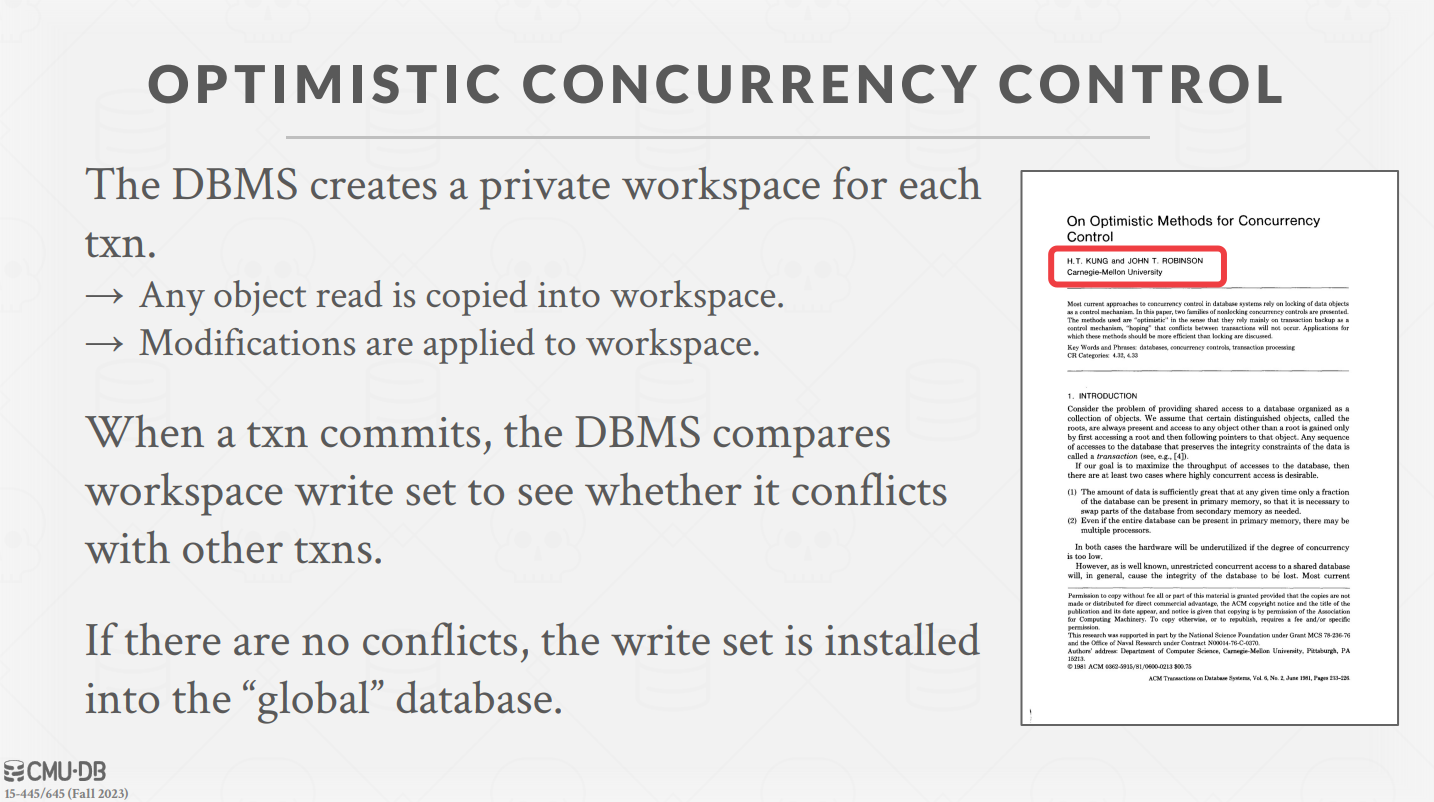 OPTIMISTIC CONCURRENCY CONTROL
The DBMS creates a private workspace for each
txn.
→ Any object read is copied into workspace.
→ Modifications are applied to workspace.
When a txn commits, the DBMS compares
workspace write set to see whether it conflicts
with other txns.
If there are no conflicts, the write set is installed
into the “global” database.
On Optimistic Methods for Concurrency
Control
H.T. KUNG and JOHN T. ROBINSON
Carnegie-Mellon University
Most current approaches to concurrency control in database systems rely on locking of data objects
as a control mechanism. In this paper, two families of nonlocking concurrency controls are presented.
The methods used are “optimistic” in the sense that they rely mainly on transaction backup as a
control mechanism, “hoping” that conflicts between transactions will not occur. Applications for
which these methods should be more efficient than locking are discussed.
Key Words and Phrases: databases, concurrency controls, transaction processing
CR Categories: 4.32, 4.33
1. INTRODUCTION
Consider the problem of providing shared access to a database organized as a
collection of objects. We assume that certain distinguished objects, called the
roots, are always present and access to any object other than a root is gained only
by first accessing a root and then following pointers to that object. Any sequence
of accesses to the database that preserves the integrity constraints of the data is
called a transaction (see, e.g., [4]).
If our goal is to maximize the throughput of accesses to the database, then
there are at least two cases where highly concurrent access is desirable.
(1) The amount of data is sufficiently great that at any given time only a fraction
of the database can be present in primary memory, so that it is necessary to
swap parts of the database from secondary memory as needed.
(2) Even if the entire database can be present in primary memory, there may be
multiple processors.
In both cases the hardware will be underutilized if the degree of concurrency
is too low.
However, as is well known, unrestricted concurrent access to a shared database
will, in general, cause the integrity of the database to be lost. Most current
Permission to copy without fee all or part of this material is granted provided that the copies are not
made or distributed for direct commercial advantage, the ACM copyright notice and the title of the
publication and its date appear, and notice is given that copying is by permission of the Association
for Computing Machinery. To copy otherwise, or to republish, requires a fee and/or specific
permission.
This research was supported in part by the National Science Foundation under Grant MCS 78-236-76
and the Office of Naval Research under Contract N00014-76-C-0370.
Authors' address: Department of Computer Science, Carnegie-Mellon University, Pittsburgh, PA
15213.
© 1981 ACM 0362-5915/81/0600-0213 $00.75
ACM Transactions on Database Systems, Vol. 6, No. 2, June 1981, Pages 213-226.
CMU·DB
15-445/645 (Fall 2023)